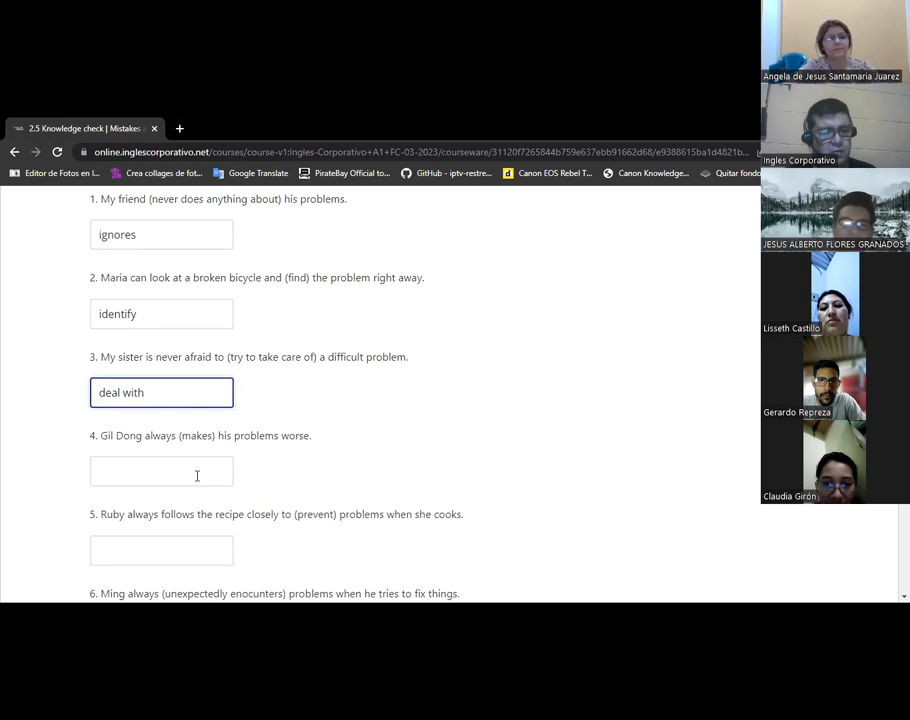 Angela de Jesus Santamaria Juarez
2.5 Knowledge check | Mistakes a
online.inglescorporativo.net/courses/course-v1:Ingles-Corporativo+A1+FC-03-2023/courseware/31120f7265844b759e637ebb91662d68/e9388615ba1d4821b...
Ingles Corporativo
Editor de Fotos en l...
Crea collages de fot...
Google Translate
PirateBay Official to...
GitHub - iptv-restre...
Canon EOS Rebel T...
Canon Knowledge...
Quitar fondo
1. My friend (never does anything about) his problems.
ignores
JESUS ALBERTO FLORES GRANADOS
2. Maria can look at a broken bicycle and (find) the problem right away.
identify
Lisseth Castillo
3. My sister is never afraid to (try to take care of) a difficult problem.
deal with
Gerardo Repreza
4. Gil Dong always (makes) his problems worse.
Claudia Girón
5. Ruby always follows the recipe closely to (prevent) problems when she cooks.
6. Ming always (unexpectedly enocunters) problems when he tries to fix things.